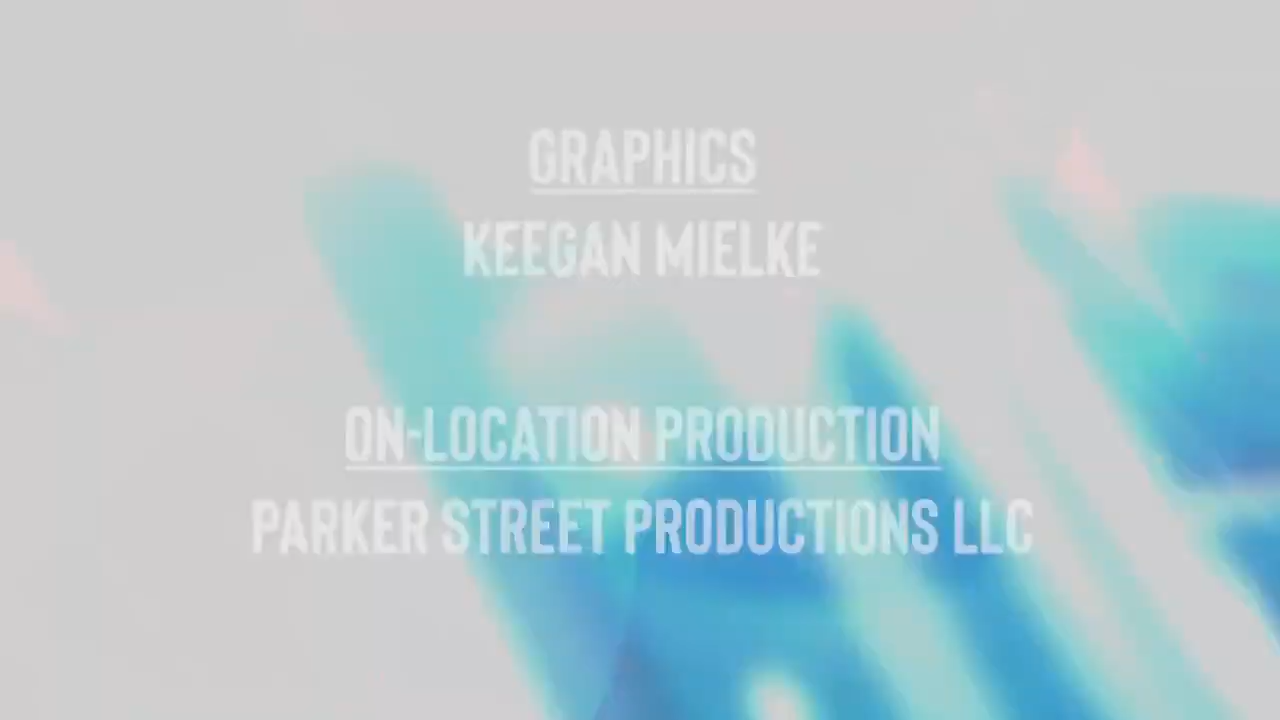 GRAPHICS
KEEGAN MIELKE
ON-LOCATION PRODUCTION
PARKER STREET PRODUCTIONS LLC